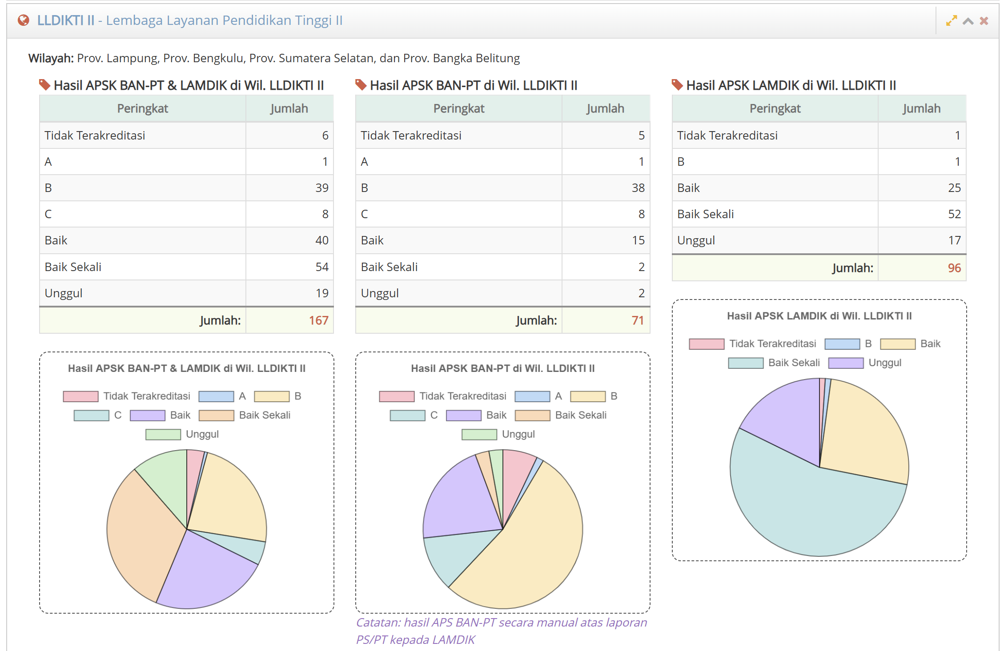 LLDIKTI II - Lembaga Layanan Pendidikan Tinggi II
Wilayah: Prov. Lampung, Prov. Bengkulu, Prov. Sumatera Selatan, dan Prov. Bangka Belitung
Hasil APSK BAN-PT & LAMDIK di Wil. LLDIKTI II
Peringkat Jumlah
Tidak Terakreditasi 6
A 1
B 39
C 8
Baik 40
Baik Sekali 54
Unggul 19
Jumlah: 167
Hasil APSK BAN-PT & LAMDIK di Wil. LLDIKTI II
Tidak Terakreditasi A B
C Baik Baik Sekali
Unggul
Hasil APSK BAN-PT di Wil. LLDIKTI II
Peringkat Jumlah
Tidak Terakreditasi 5
A 1
B 38
C 8
Baik 15
Baik Sekali 2
Unggul 2
Jumlah: 71
Hasil APSK BAN-PT di Wil. LLDIKTI II
Tidak Terakreditasi A B
C Baik Baik Sekali
Unggul
Catatan: hasil APS BAN-PT secara manual atas laporan
PS/PT kepada LAMDIK
Hasil APSK LAMDIK di Wil. LLDIKTI II
Peringkat Jumlah
Tidak Terakreditasi 1
B 1
Baik 25
Baik Sekali 52
Unggul 17
Jumlah: 96
Hasil APSK LAMDIK di Wil. LLDIKTI II
Tidak Terakreditasi B Baik
Baik Sekali Unggul